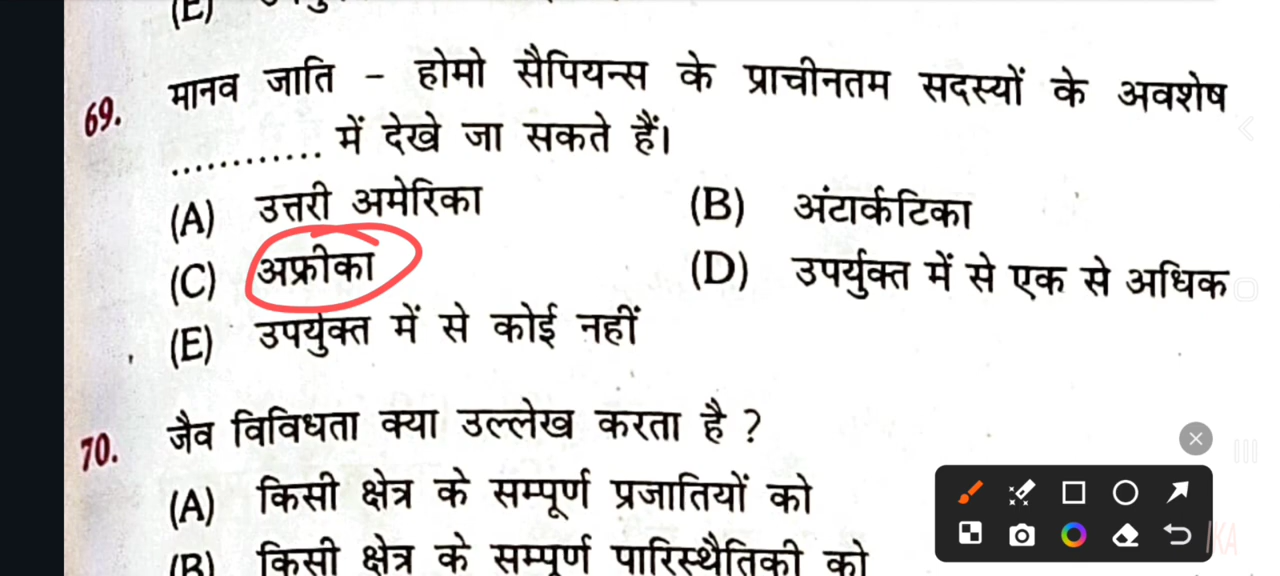 (E)
69. मानव जाति - होमो सैपियन्स के प्राचीनतम सदस्यों के अवशेष
............ में देखे जा सकते हैं।
(A) उत्तरी अमेरिका (B) अंटार्कटिका
(C) अफ्रीका (D) उपर्युक्त में से एक से अधिक
(E) उपर्युक्त में से कोई नहीं
70. जैव विविधता क्या उल्लेख करता है ?
(A) किसी क्षेत्र के सम्पूर्ण प्रजातियों को
(B) किसी क्षेत्र के सम्पूर्ण पारिस्थैतिकी को